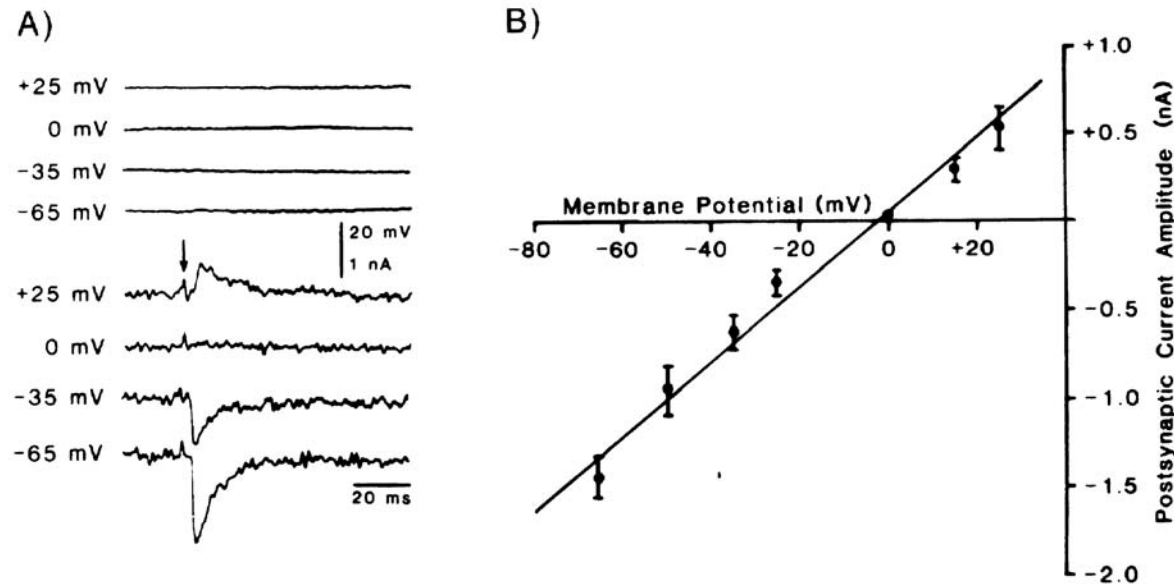 A)
+25 mV
0 mV
-35 mV
-65 mV
20 mV
1 nA
+25 mV
0 mV
-35 mV
-65 mV
20 ms
B)
+1.0
+0.5
-0.5
-1.0
-1.5
-2.0
Membrane Potential (mV)
-80 -60 -40 -20 0 +20
Postsynaptic Current Amplitude (nA)